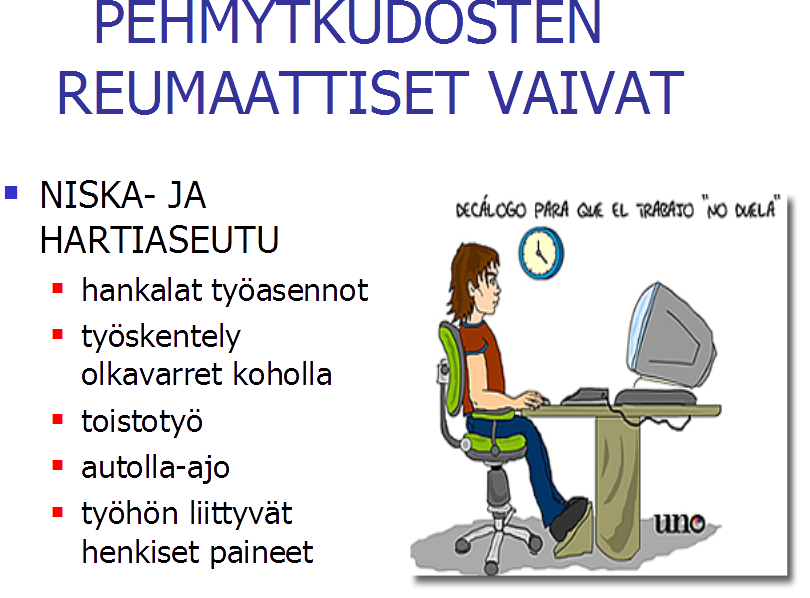 PEHMYTKUDOSTEN
REUMAATTISET VAIVAT
NISKA- JA
HARTIASEUTU
hankalat työasennot
työskentely
olkavarret koholla
toistotyö
autolla-ajo
työhön liittyvät
henkiset paineet
DECÁLOGO PARA QUE EL TRABAJO "NO DUELA"
uno